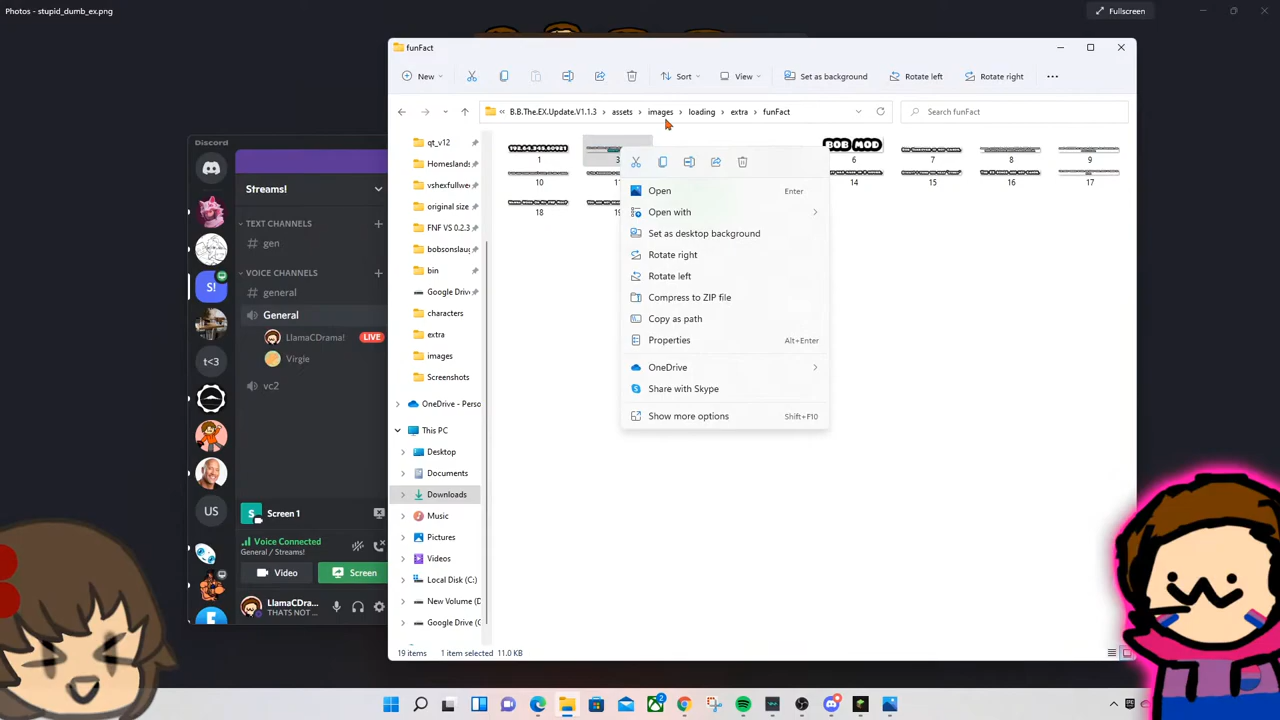 Photos - stupid_dumb_ex.png
Fullscreen
funFact
New
Sort
View
Set as background
Rotate left
Rotate right
B.B.The.EX.Update.V1.1.3
assets
images
loading
extra
funFact
Search funFact
Discord
Streams!
TEXT CHANNELS
gen
VOICE CHANNELS
general
General
LlamaCDrama!
LIVE
Virgie
vc2
t<3
US
Screen 1
Voice Connected
General / Streams!
Video
Screen
LlamaCDra...
THATS NOT
qt_v12
Homeslands
vshexfullwee
original size
FNF VS 0.2.3
bobsonslaug
bin
Google Driv
characters
extra
images
Screenshots
OneDrive - Perso
This PC
Desktop
Documents
Downloads
Music
Pictures
Videos
Local Disk (C:)
New Volume (D
Google Drive (G
1
3
BOB MOD
6
7
8
9
10
14
15
16
17
18
Open
Enter
Open with
Set as desktop background
Rotate right
Rotate left
Compress to ZIP file
Copy as path
Properties
Alt+Enter
OneDrive
Share with Skype
Show more options
Shift+F10
19 items
1 item selected
11.0 KB
2